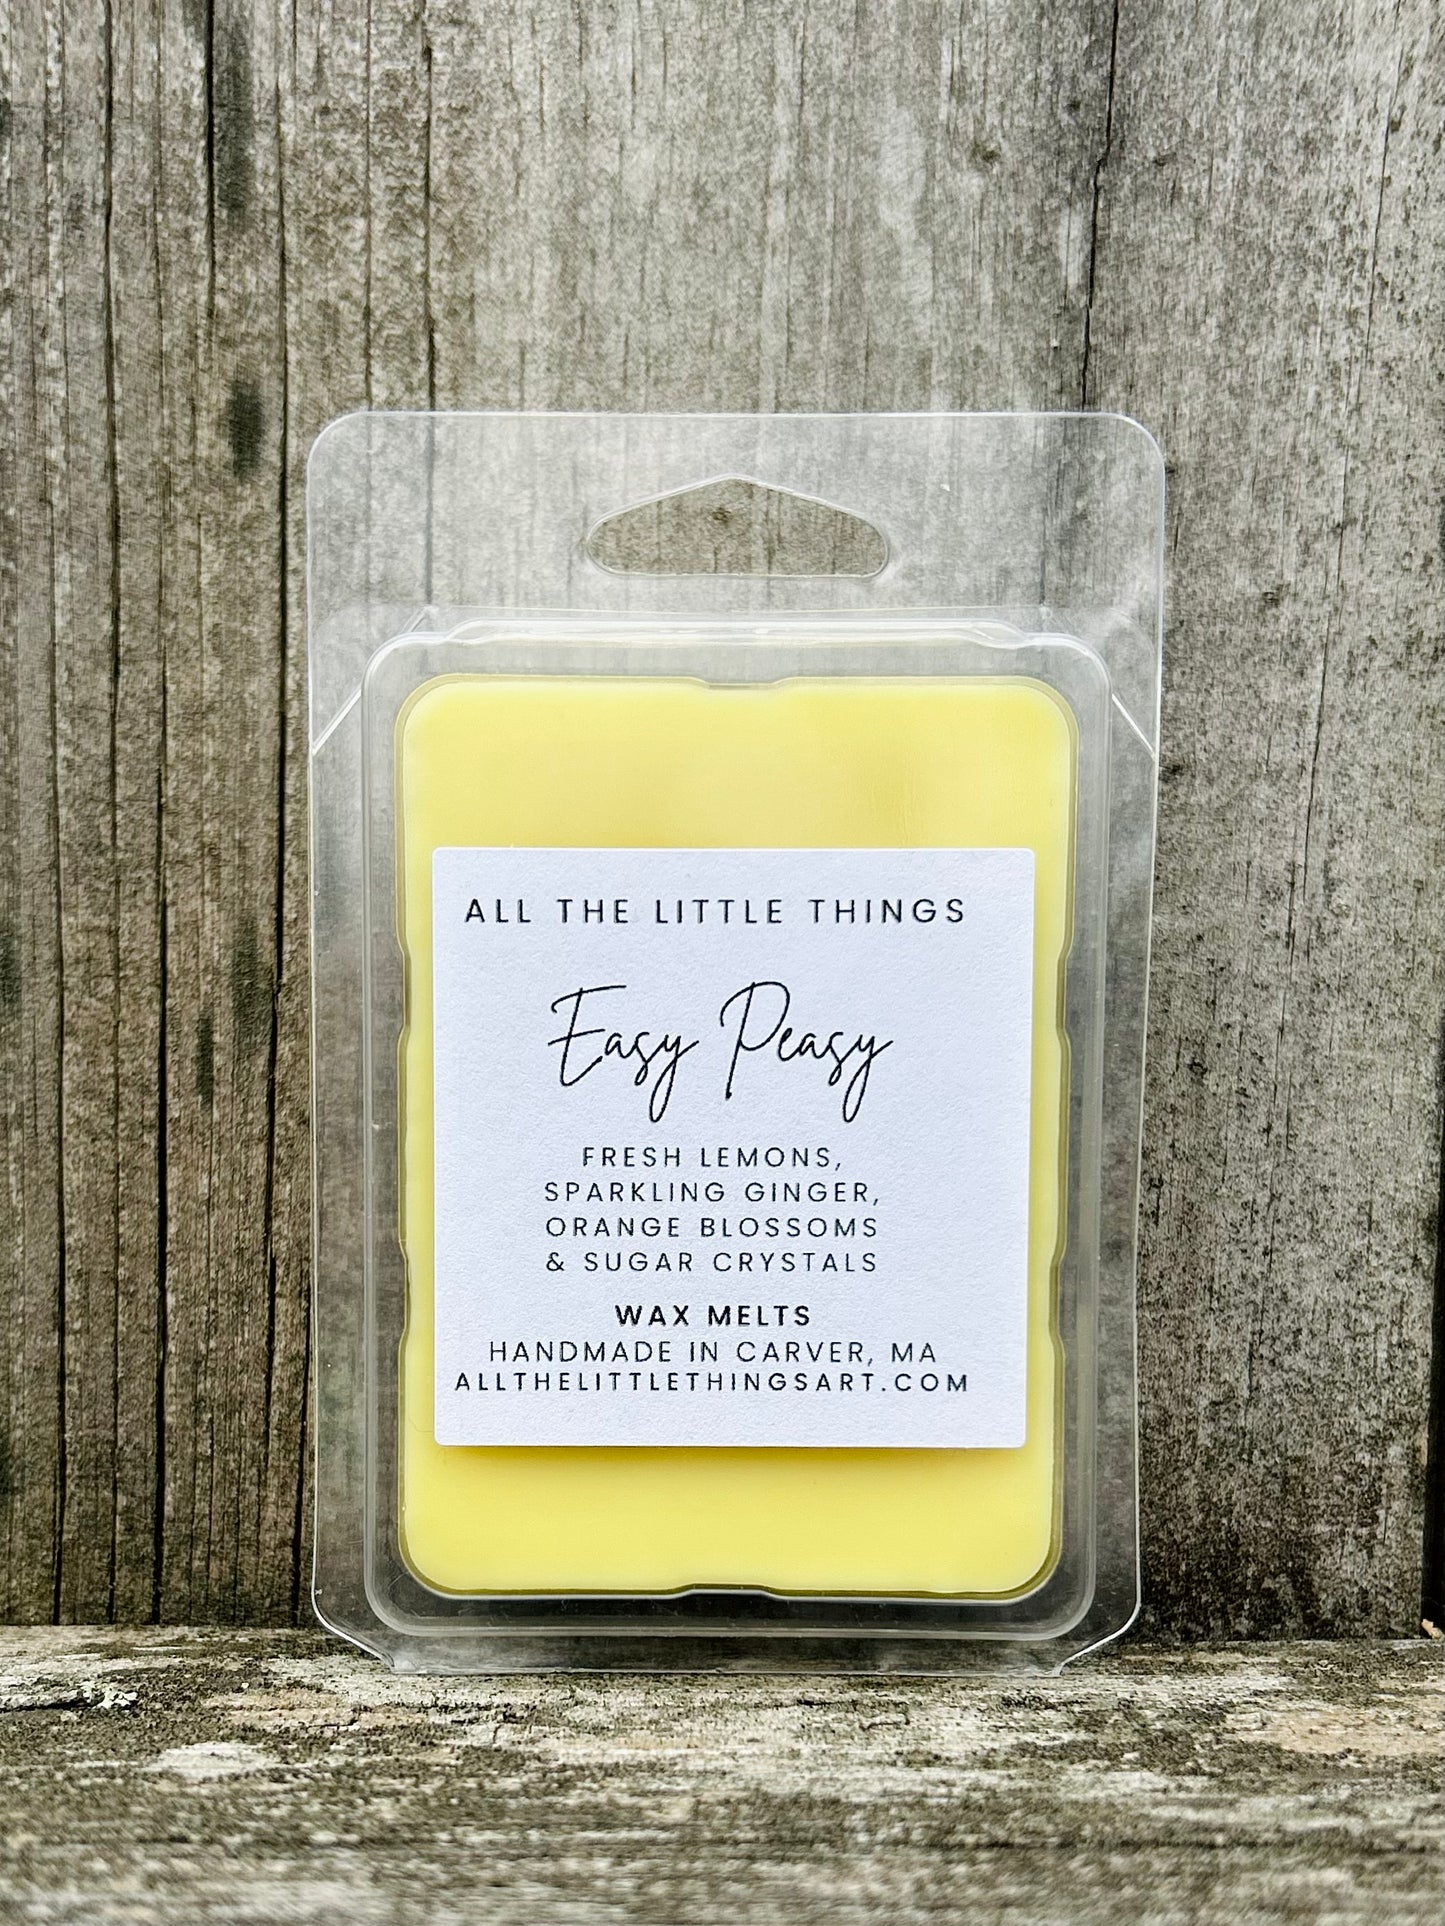 ALL THE LITTLE THINGS
Easy Peasy
FRESH LEMONS,
SPARKLING GINGER,
ORANGE BLOSSOMS
& SUGAR CRYSTALS
WAX MELTS
HANDMADE IN CARVER, MA
ALLTHELITTLETHINGSART.COM